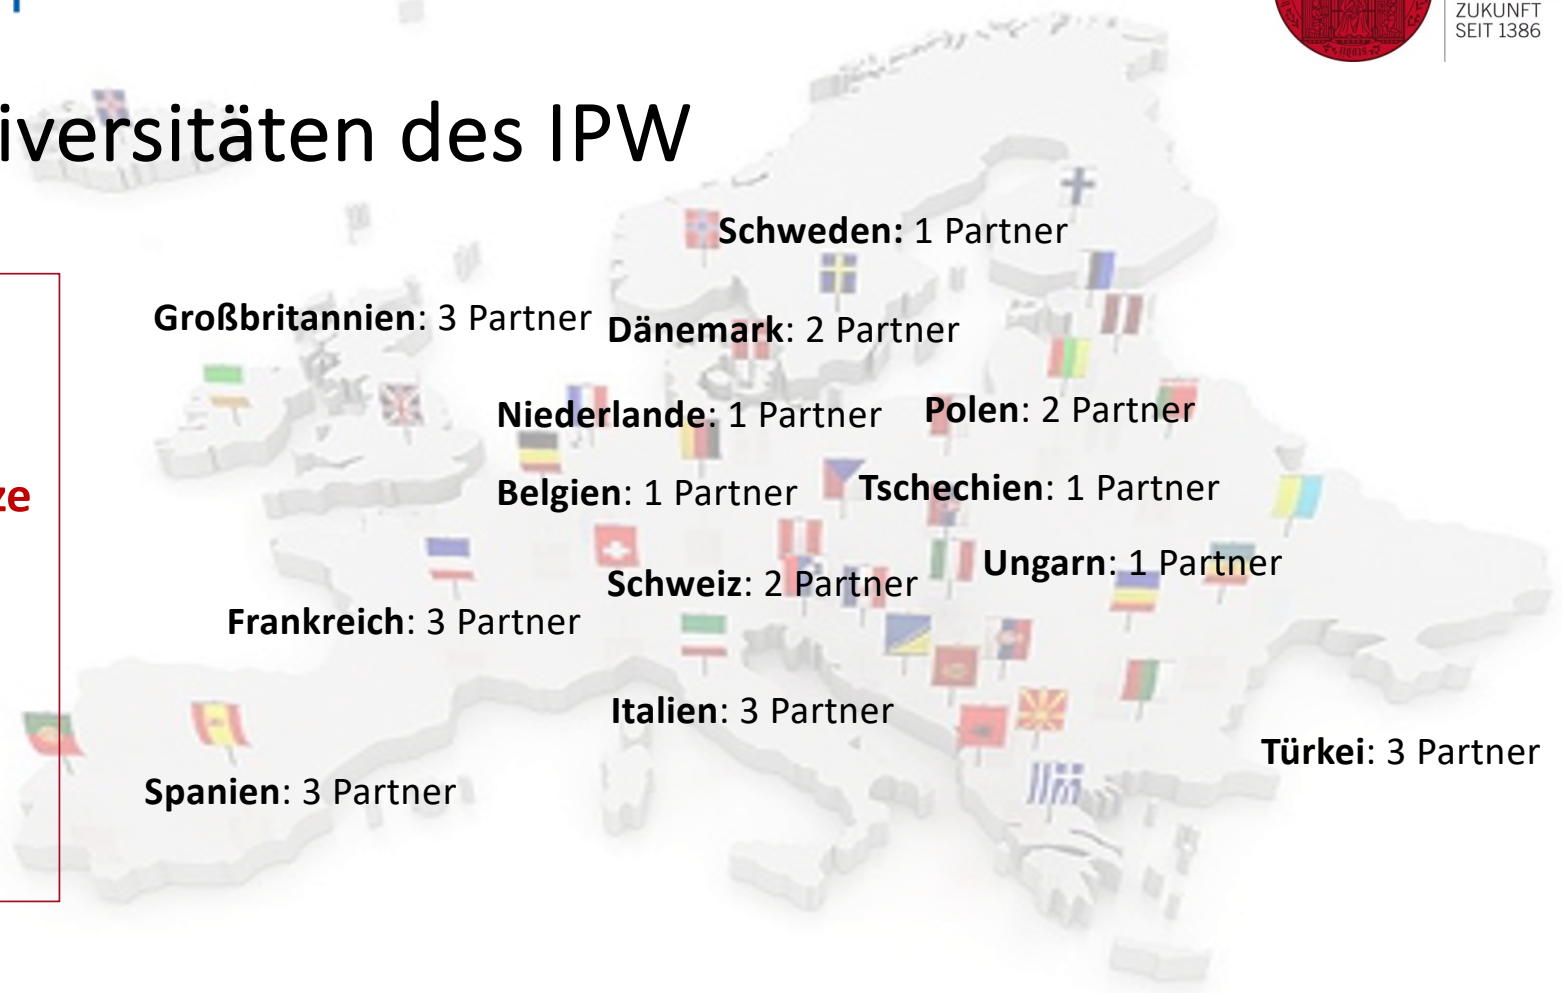 ZUKUNFT
SEIT 1386
iversitäten des IPW
Schweden: 1 Partner
Großbritannien: 3 Partner
Dänemark: 2 Partner
Niederlande: 1 Partner
Polen: 2 Partner
ze
Belgien: 1 Partner
Tschechien: 1 Partner
Ungarn: 1 Partner
Schweiz: 2 Partner
Frankreich: 3 Partner
Italien: 3 Partner
Türkei: 3 Partner
Spanien: 3 Partner